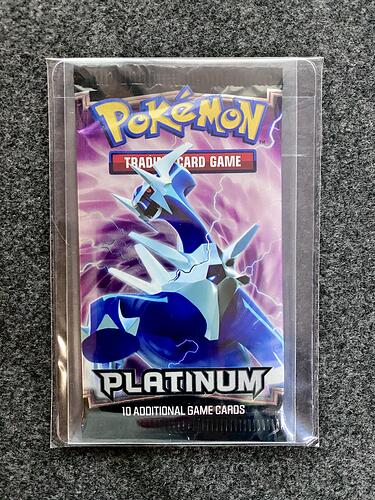 POKéMON
TRADING CARD GAME
PLATINUM
10 ADDITIONAL GAME CARDS